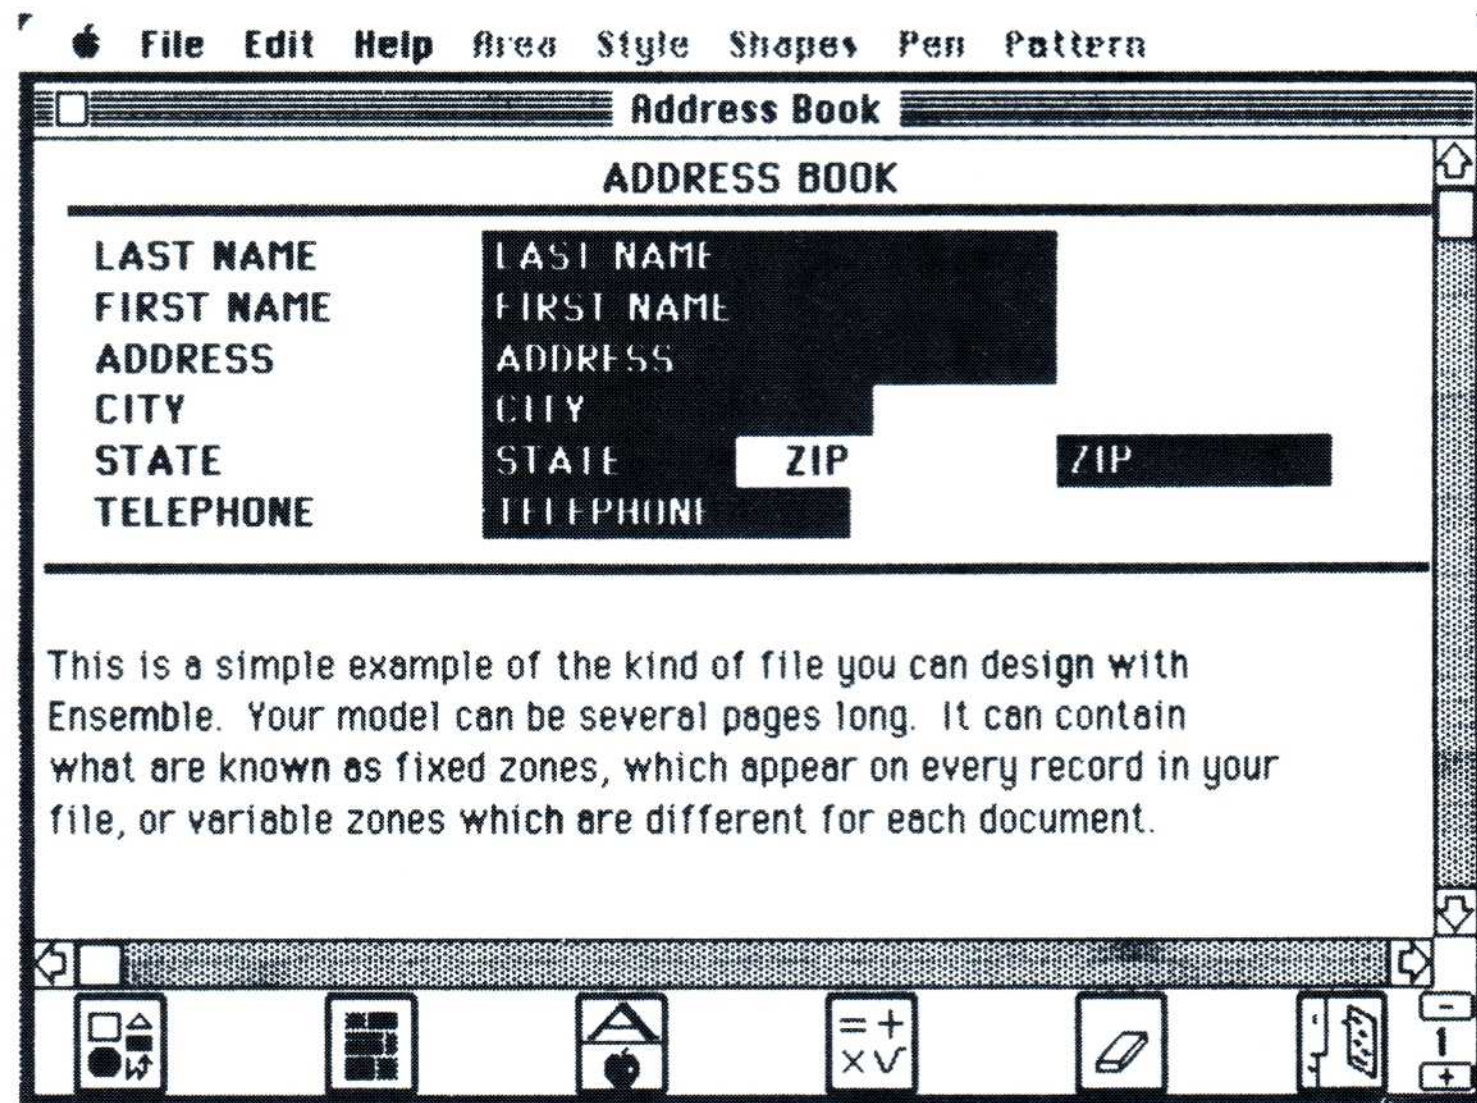 File Edit Help Area Style Shapes Pen Pattern
Address Book
ADDRESS BOOK
LAST NAME LAST NAME
FIRST NAME FIRST NAME
ADDRESS ADDRESS
CITY CITY
STATE STATE ZIP ZIP
TELEPHONE TELEPHONE
This is a simple example of the kind of file you can design with
Ensemble. Your model can be several pages long. It can contain
what are known as fixed zones, which appear on every record in your
file, or variable zones which are different for each document.
A = +
× √
-
1
+